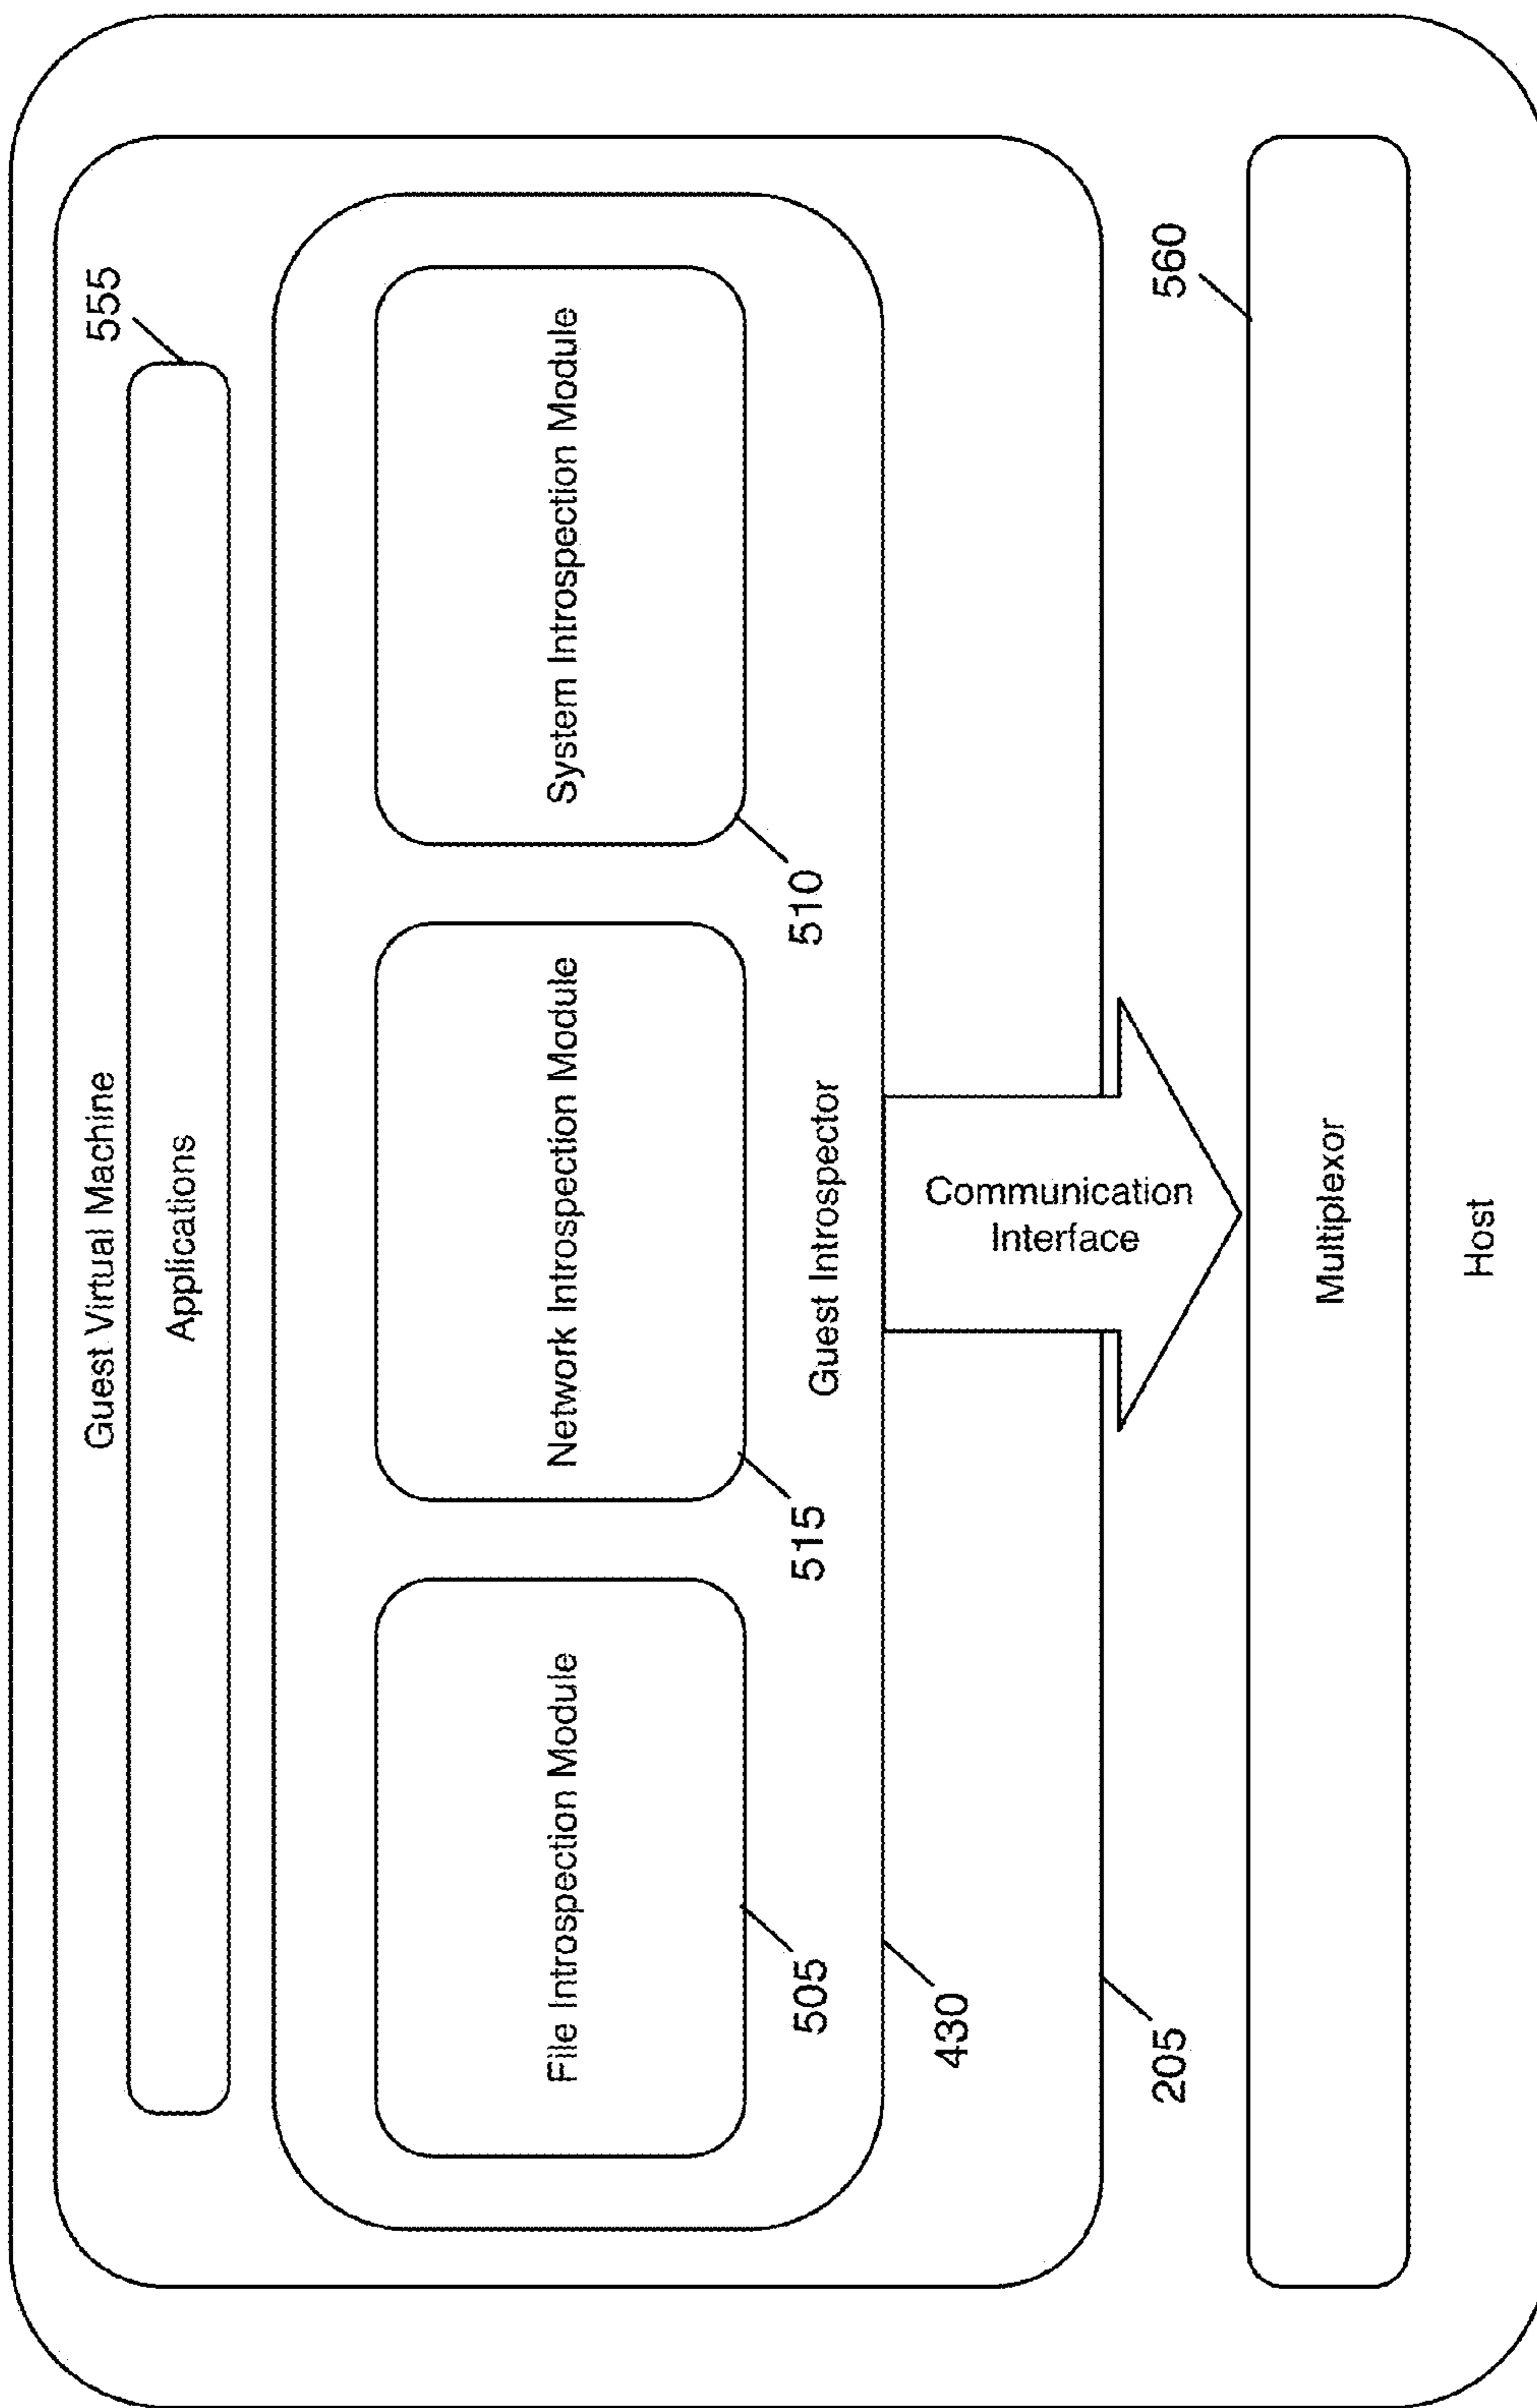 Guest Virtual Machine
555
Applications
File Introspection Module
Network Introspection Module
System Introspection Module
505
515
510
Guest Introspector
430
Communication
Interface
205
560
Multiplexor
Host